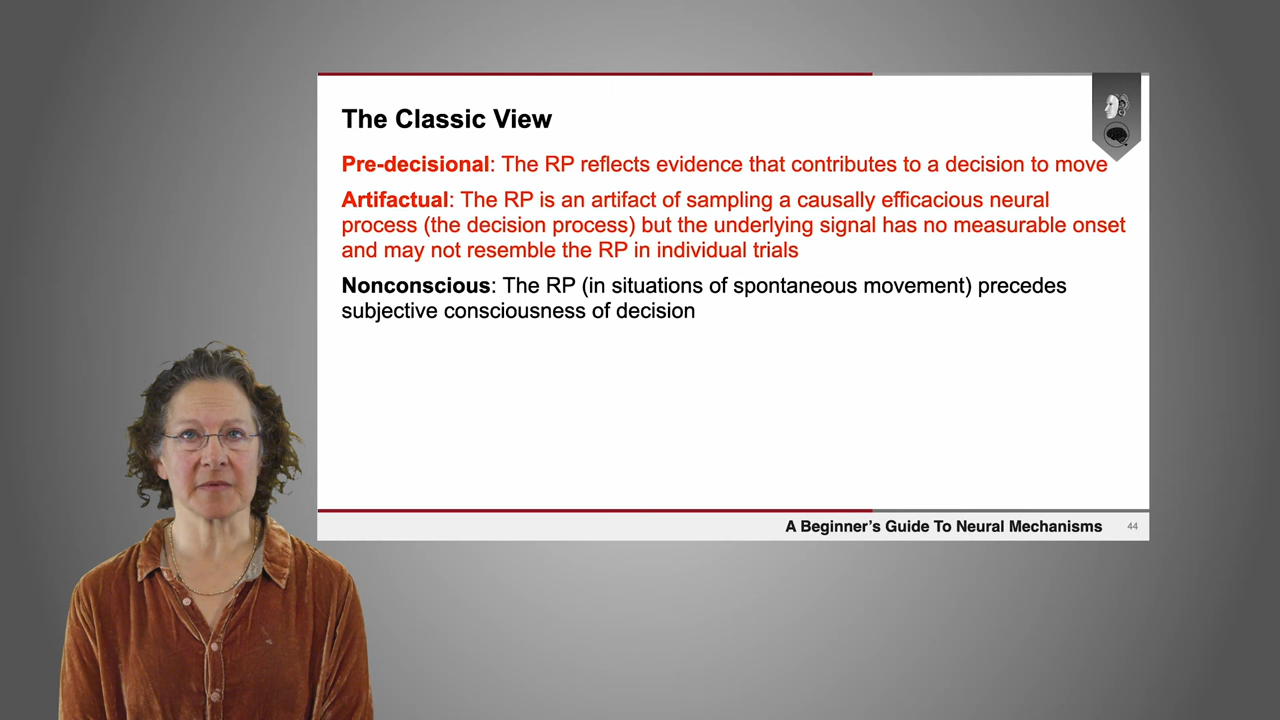 The Classic View
Pre-decisional: The RP reflects evidence that contributes to a decision to move
Artifactual: The RP is an artifact of sampling a causally efficacious neural
process (the decision process) but the underlying signal has no measurable onset
and may not resemble the RP in individual trials
Nonconscious: The RP (in situations of spontaneous movement) precedes
subjective consciousness of decision
A Beginner's Guide To Neural Mechanisms 44